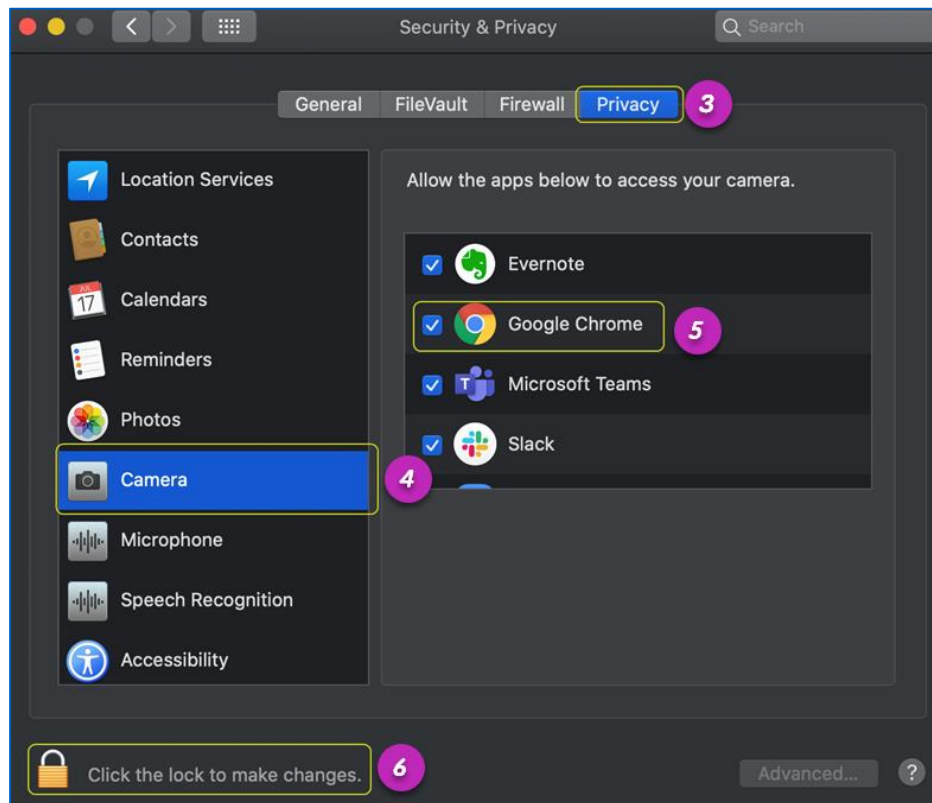 Security & Privacy
Search
General FileVault Firewall Privacy 3
Location Services
Contacts
JUL
17
Calendars
Reminders
Photos
Camera 4
Microphone
Speech Recognition
Accessibility
Allow the apps below to access your camera.
Evernote
Google Chrome 5
T
Microsoft Teams
Slack
Click the lock to make changes. 6
Advanced... ?